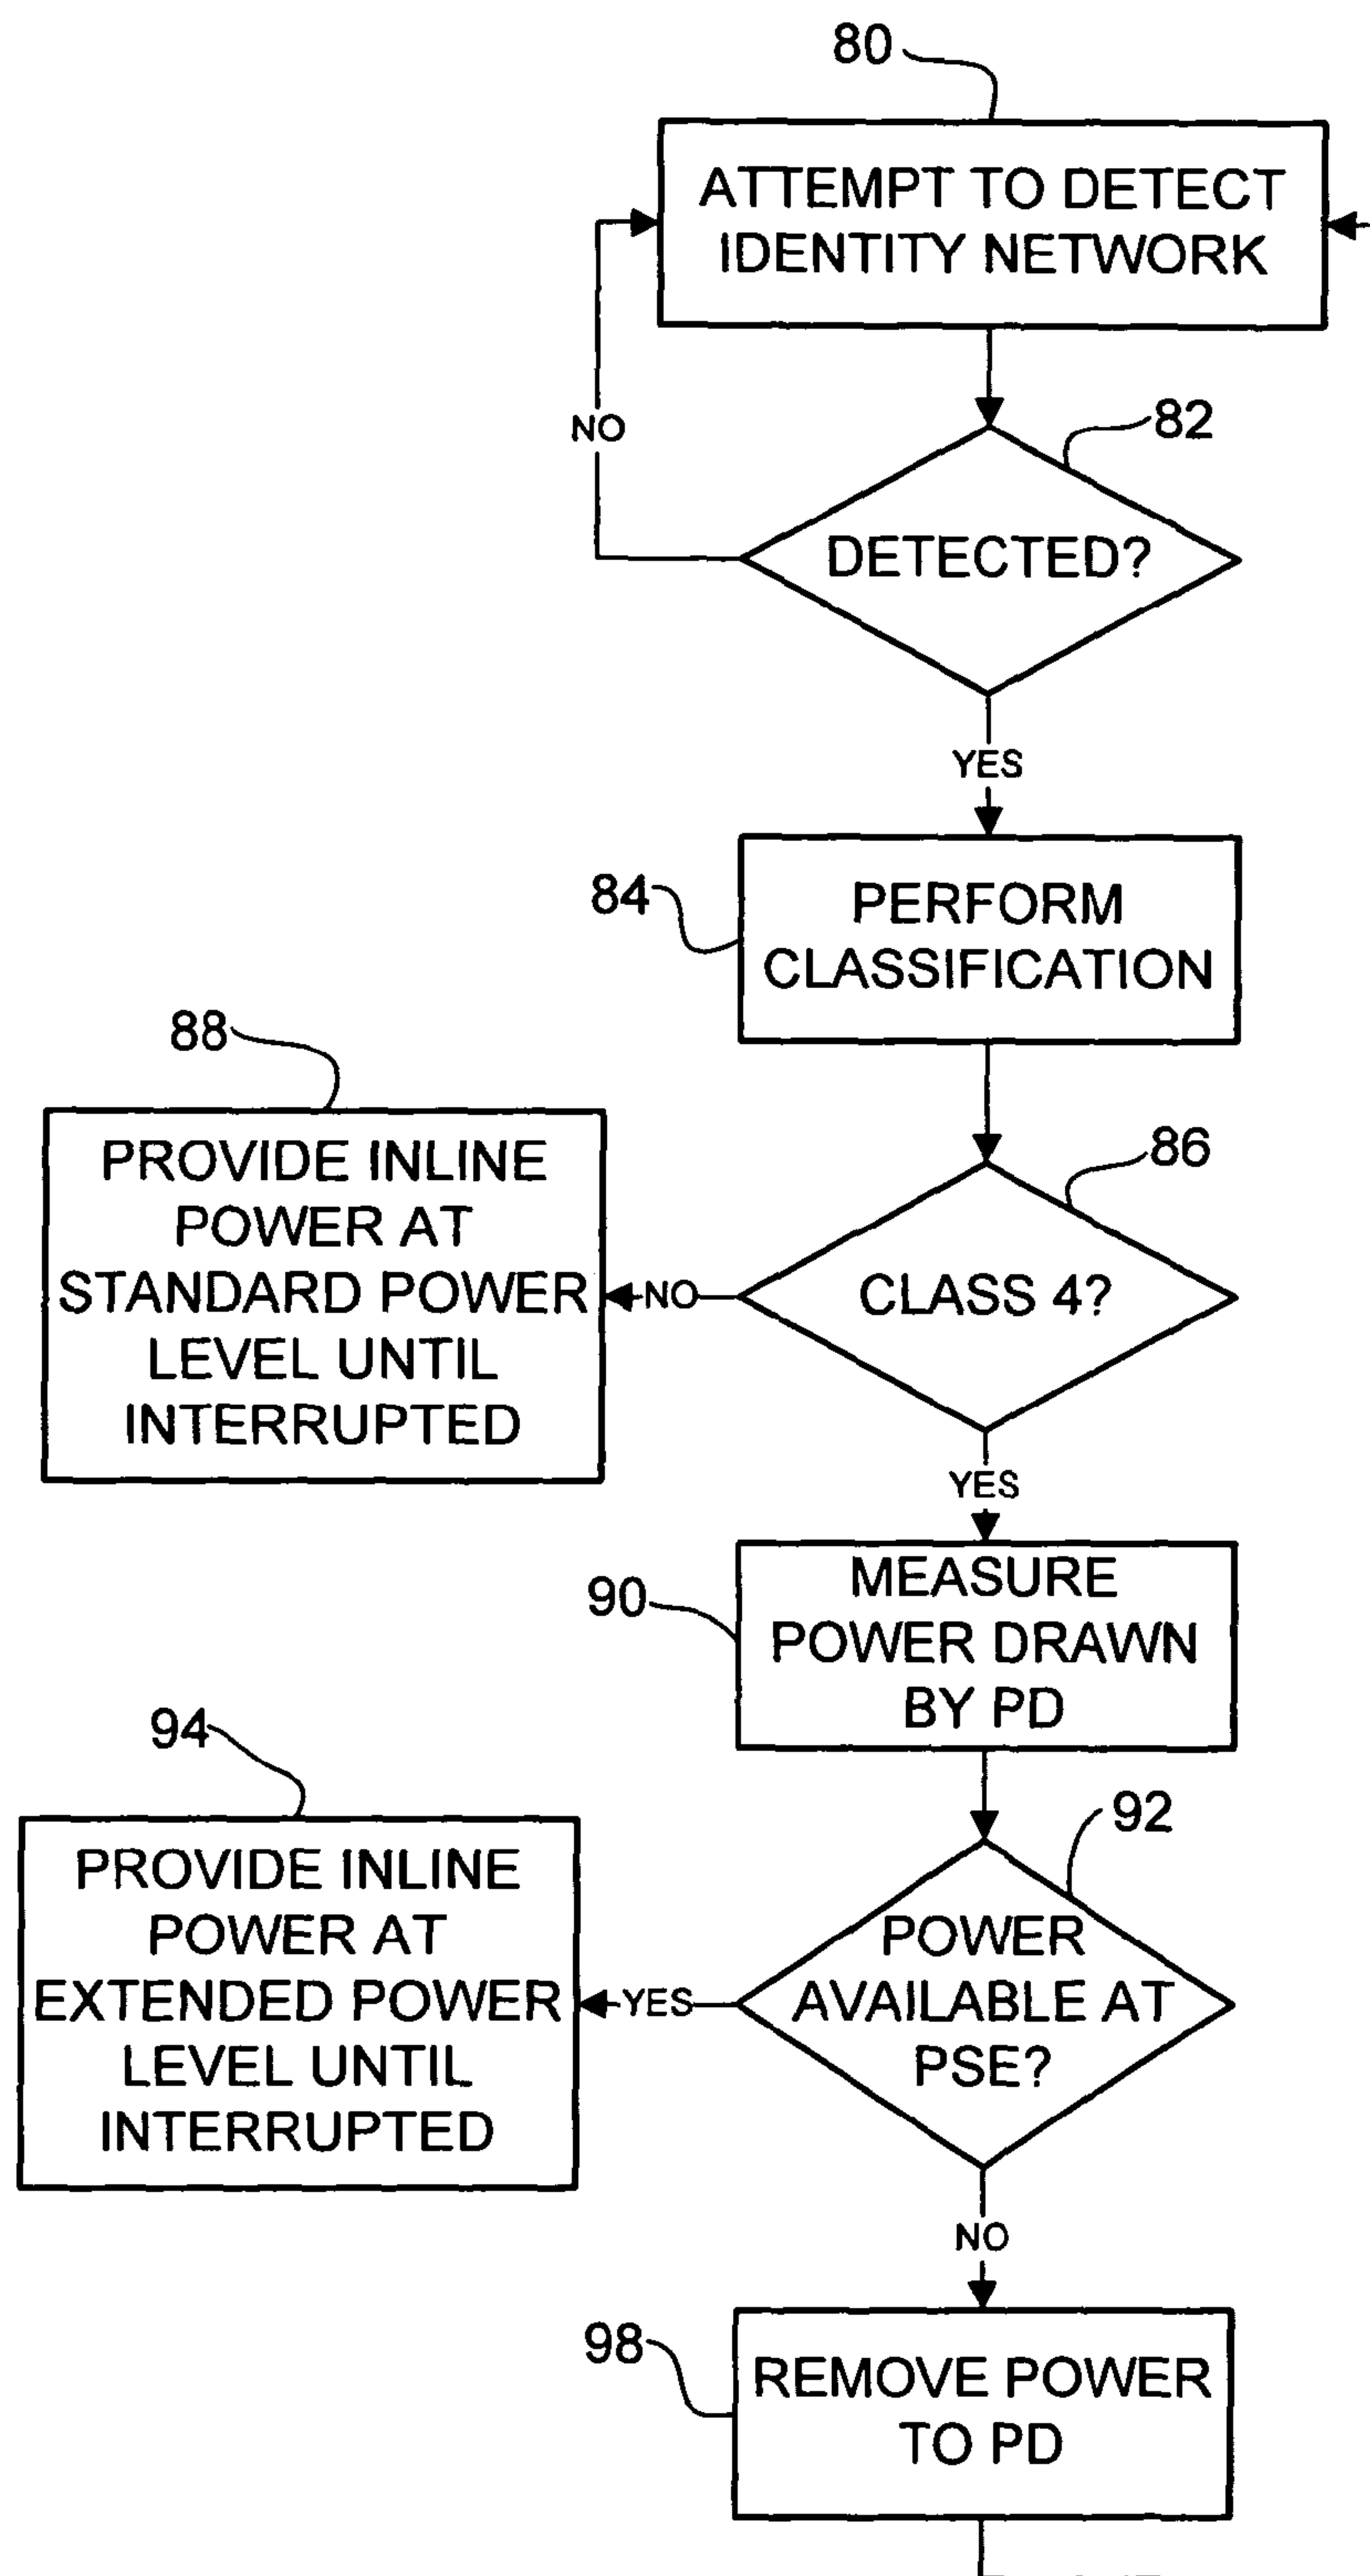 80
ATTEMPT TO DETECT
IDENTITY NETWORK
NO
82
DETECTED?
YES
84
PERFORM
CLASSIFICATION
88
PROVIDE INLINE
POWER AT
STANDARD POWER
LEVEL UNTIL
INTERRUPTED
NO
86
CLASS 4?
YES
90
MEASURE
POWER DRAWN
BY PD
94
PROVIDE INLINE
POWER AT
EXTENDED POWER
LEVEL UNTIL
INTERRUPTED
YES
92
POWER
AVAILABLE AT
PSE?
NO
98
REMOVE POWER
TO PD